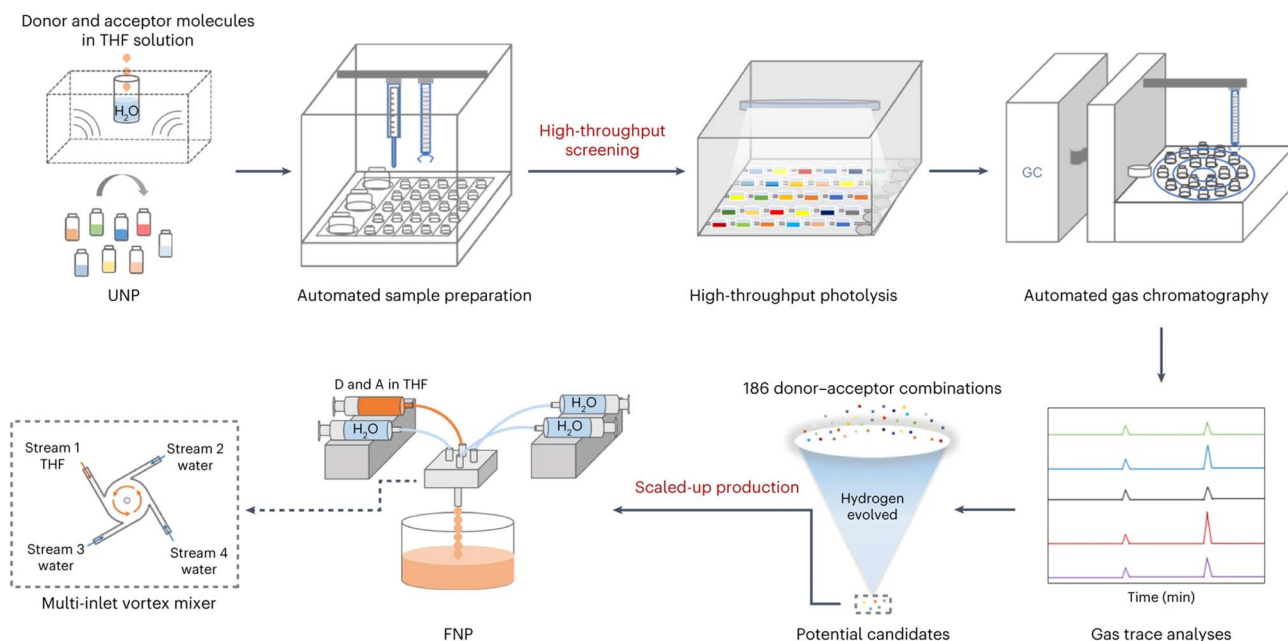 Donor and acceptor molecules
in THF solution
H₂O
UNP
Automated sample preparation
High-throughput
screening
High-throughput photolysis
GC
Automated gas chromatography
Stream 1
THF
Stream 2
water
Stream 3
water
Stream 4
water
Multi-inlet vortex mixer
D and A in THF
H₂O
H₂O
H₂O
FNP
Scaled-up production
186 donor–acceptor combinations
Hydrogen
evolved
Potential candidates
Time (min)
Gas trace analyses